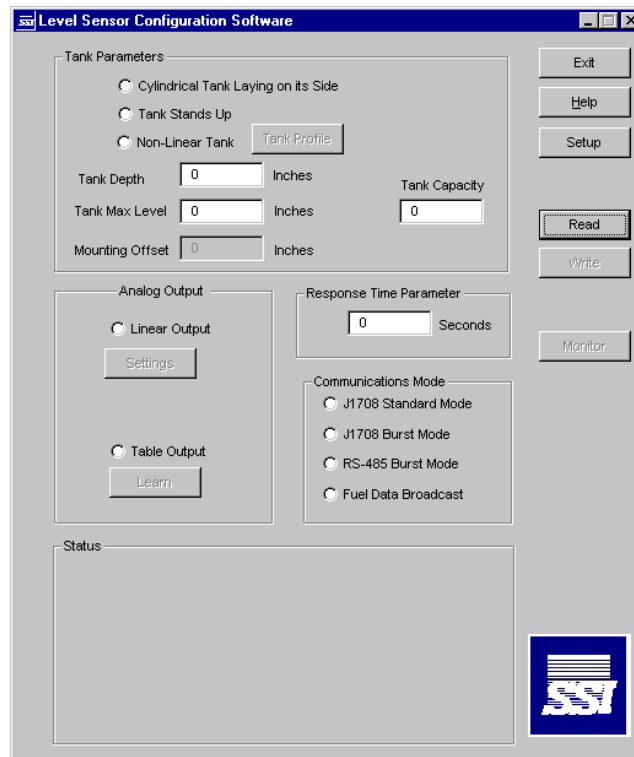 SSI Level Sensor Configuration Software
Tank Parameters
Cylindrical Tank Laying on its Side
Tank Stands Up
Non-Linear Tank
Tank Profile
Tank Depth 0 Inches
Tank Max Level 0 Inches
Mounting Offset 0 Inches
Tank Capacity
0
Exit
Help
Setup
Read
Write
Monitor
Analog Output
Linear Output
Settings
Table Output
Learn
Response Time Parameter
0 Seconds
Communications Mode
J1708 Standard Mode
J1708 Burst Mode
RS-485 Burst Mode
Fuel Data Broadcast
Status
SSI